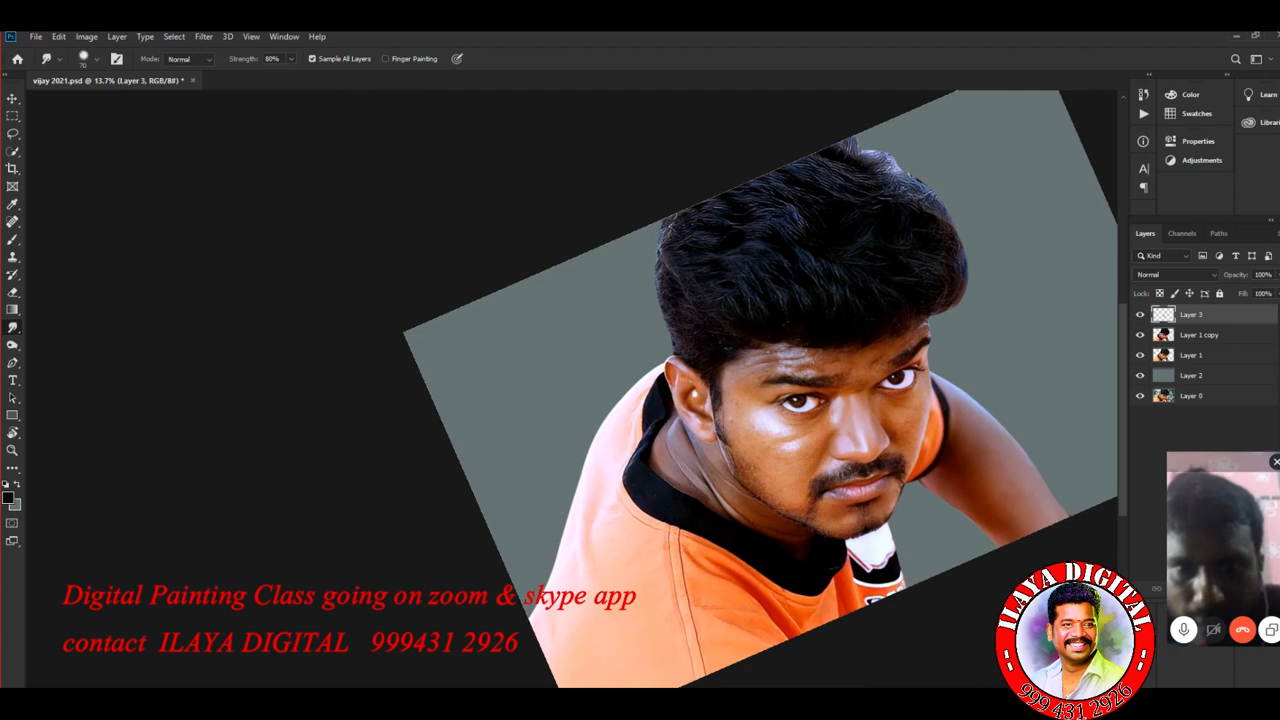 Ps File Edit Image Layer Type Select Filter 3D View Window Help
70 Mode: Normal Strength: 80% Sample All Layers Finger Painting
vijay 2021.psd @ 13.7% (Layer 3, RGB/8#) *
Color
Learn
Swatches
Librari
Properties
Adjustments
Layers Channels Paths
Kind
Normal Opacity: 100%
Lock: Fill: 100%
Layer 3
Layer 1 copy
Layer 1
Layer 2
Layer 0
Digital Painting Class going on zoom & skype app
contact ILAYA DIGITAL 999431 2926
ILAYA DIGITAL
999 431 2926